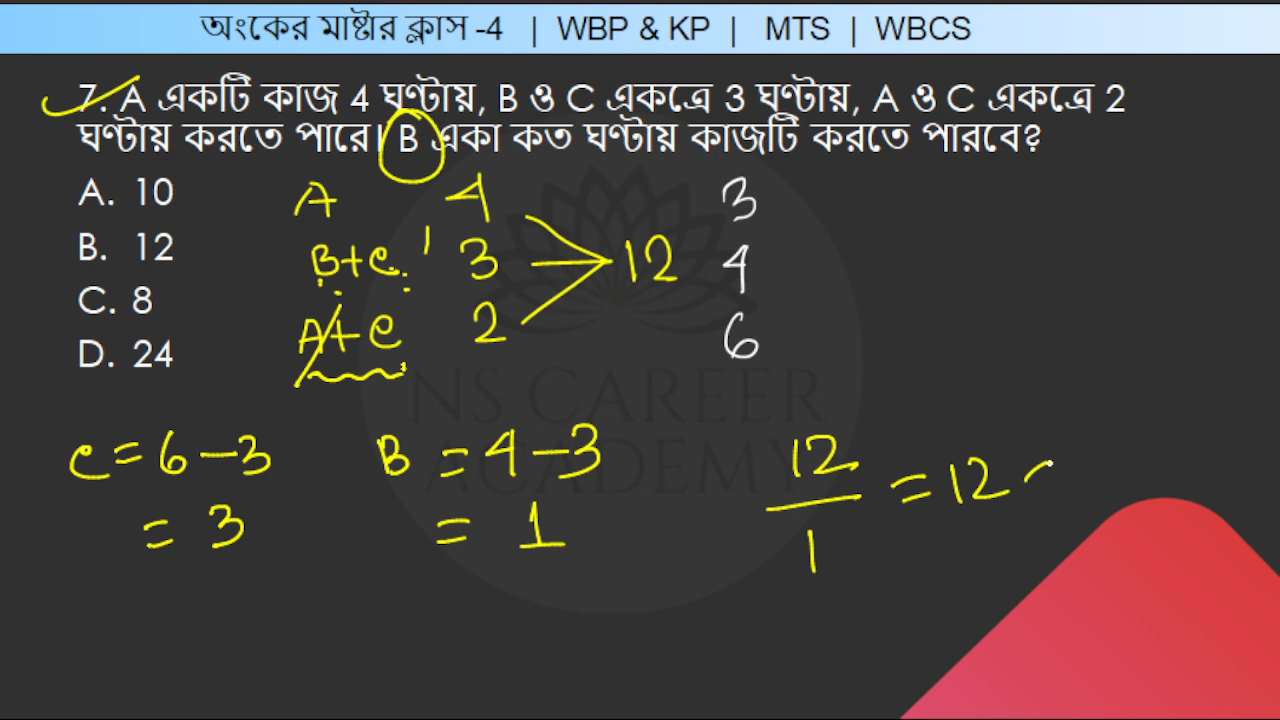 অংকের মাষ্টার ক্লাস -4 | WBP & KP | MTS | WBCS
7. A একটি কাজ 4 ঘণ্টায়, B ও C একত্রে 3 ঘণ্টায়, A ও C একত্রে 2
ঘণ্টায় করতে পারে। B একা কত ঘণ্টায় কাজটি করতে পারবে?
A. 10
B. 12
C. 8
D. 24
A 4 3
B+C 3 12 4
A+C 2 6
NS CAREER
ACADEMY
C = 6 - 3 B = 4 - 3 12/1 = 12
= 3 = 1